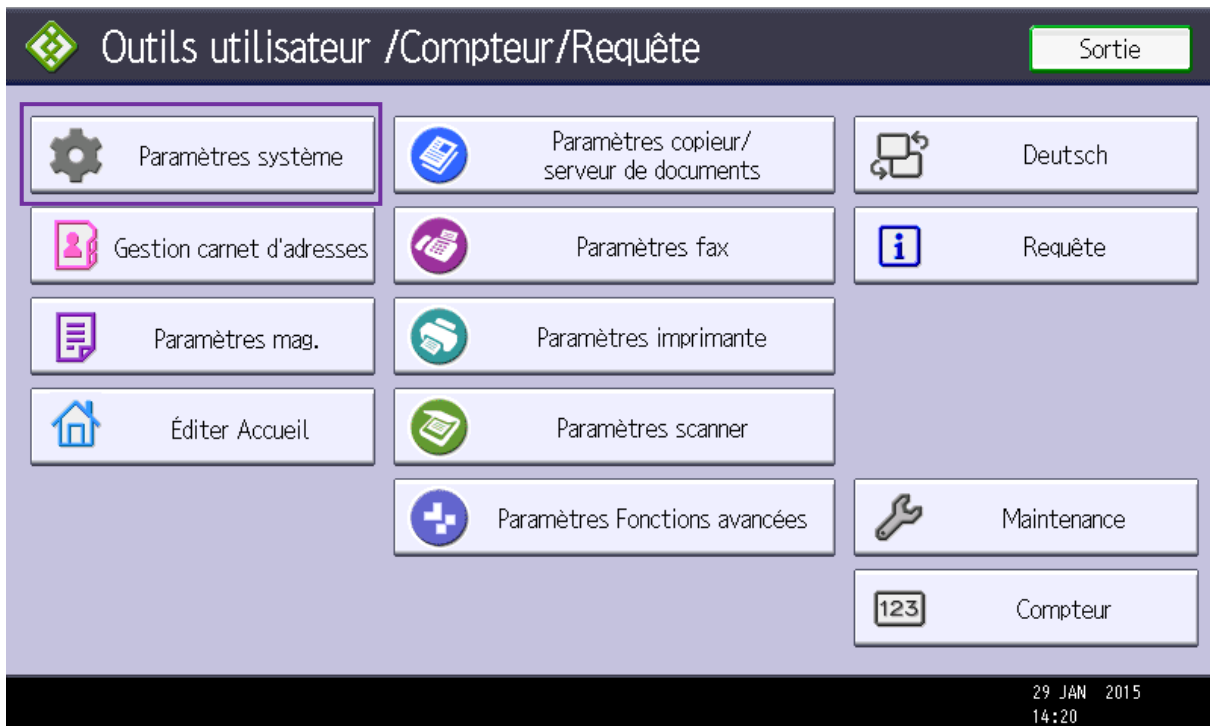 Outils utilisateur /Compteur/Requête
Sortie
Paramètres système
Paramètres copieur/
serveur de documents
Deutsch
Gestion carnet d'adresses
Paramètres fax
Requête
Paramètres mag.
Paramètres imprimante
Éditer Accueil
Paramètres scanner
Paramètres Fonctions avancées
Maintenance
123
Compteur
29 JAN 2015
14:20